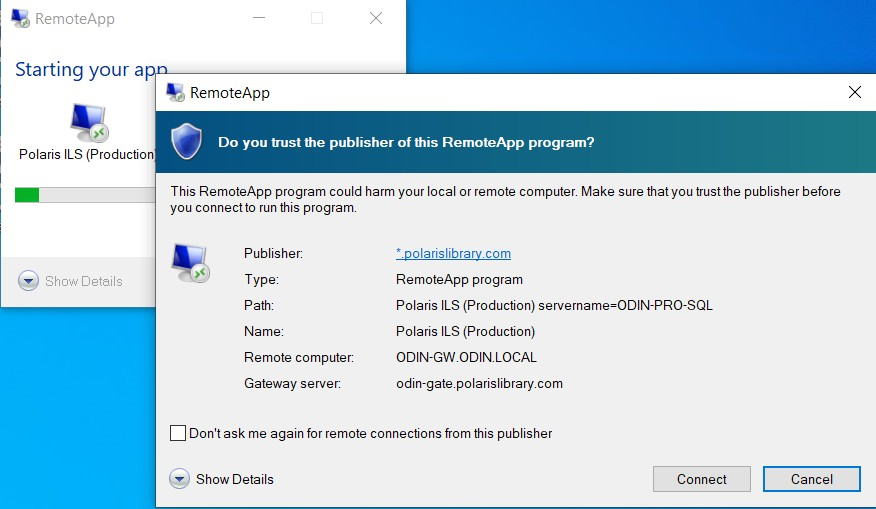 RemoteApp
Starting your app
Polaris ILS (Production)
Show Details
RemoteApp
Do you trust the publisher of this RemoteApp program?
This RemoteApp program could harm your local or remote computer. Make sure that you trust the publisher before
you connect to run this program.
Publisher: *.polarislibrary.com
Type: RemoteApp program
Path: Polaris ILS (Production) servername=ODIN-PRO-SQL
Name: Polaris ILS (Production)
Remote computer: ODIN-GW.ODIN.LOCAL
Gateway server: odin-gate.polarislibrary.com
Don't ask me again for remote connections from this publisher
Show Details
Connect
Cancel